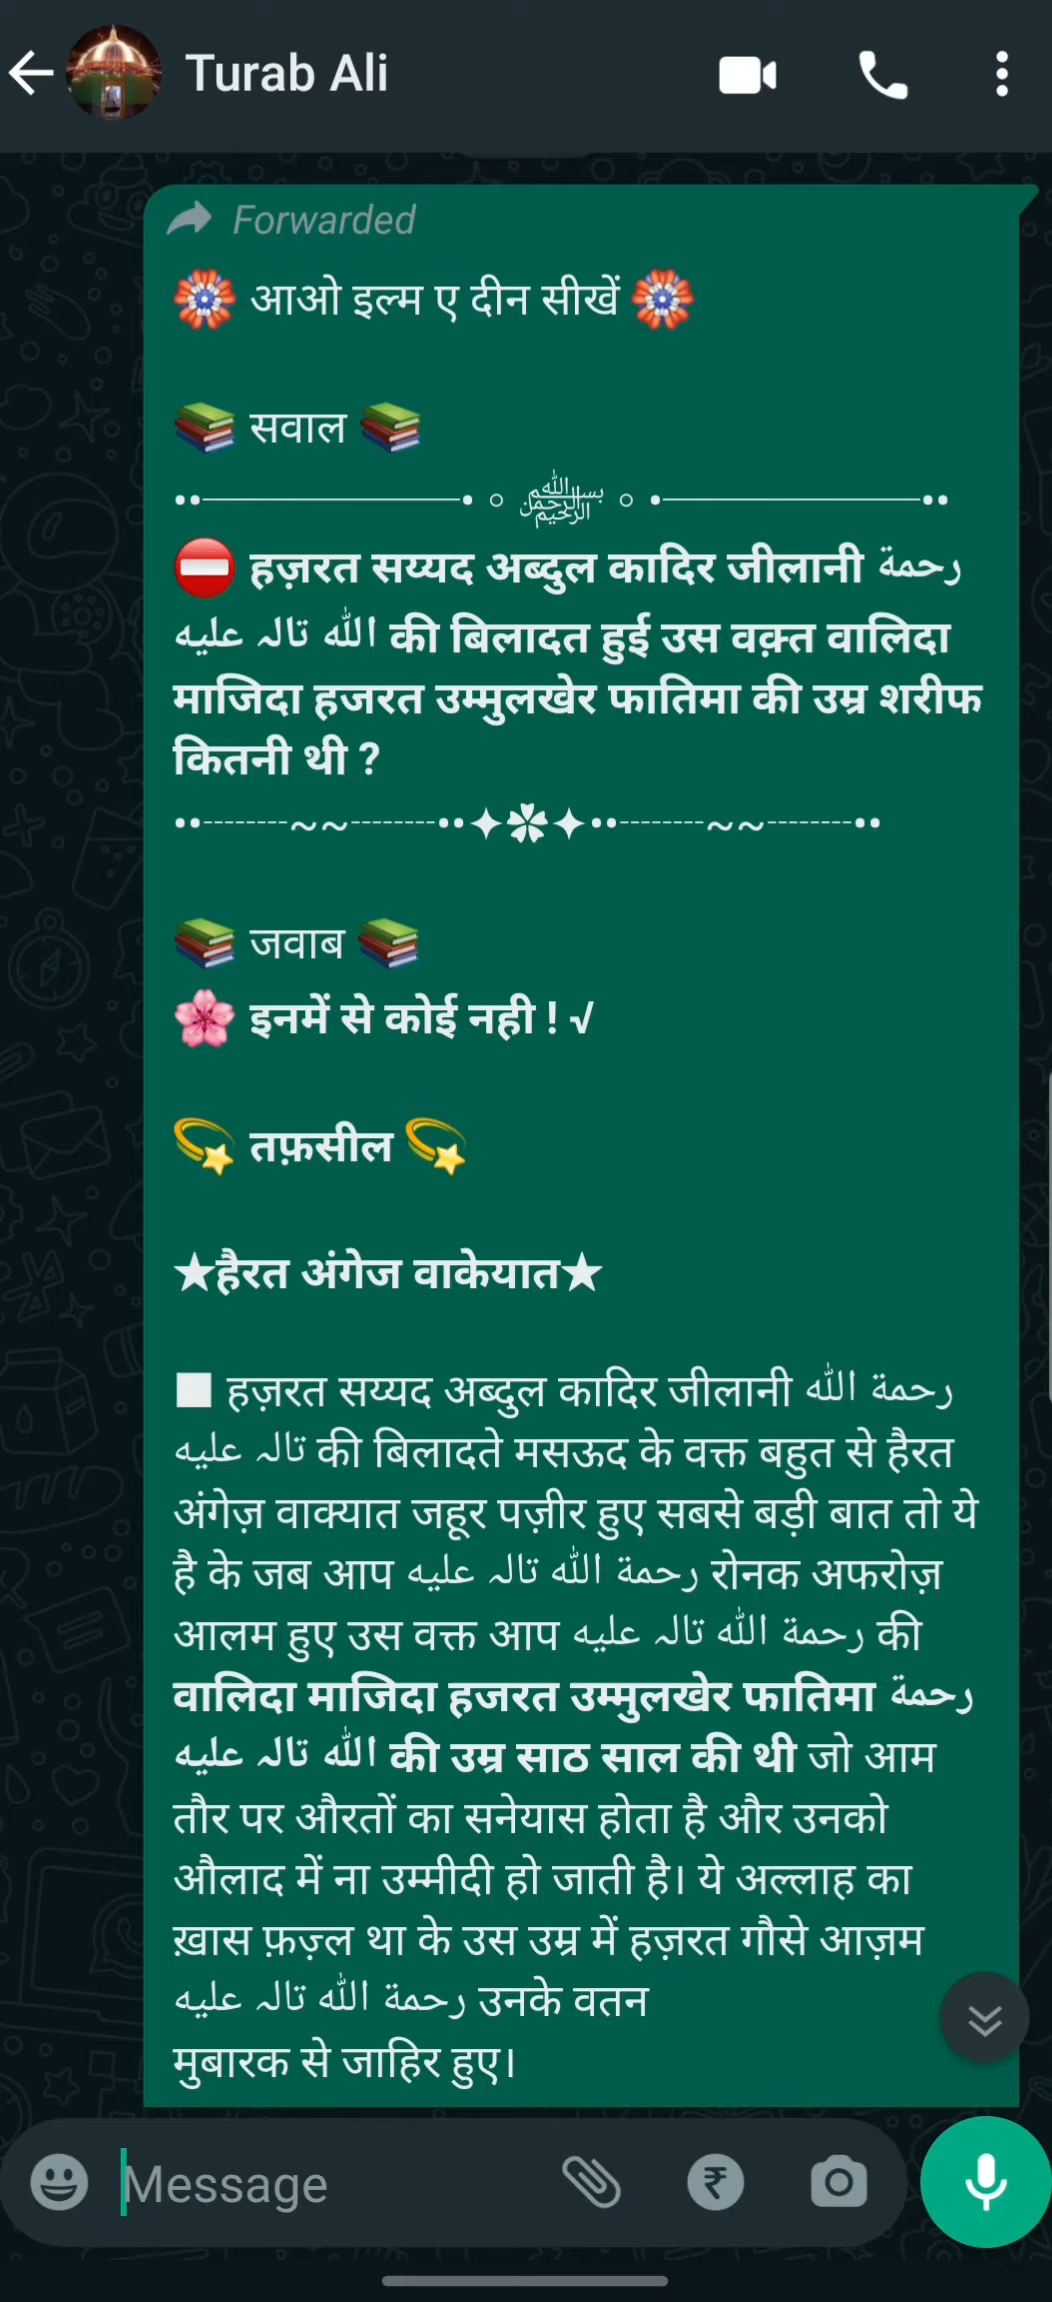 Turab Ali
Forwarded
🏵 आओ इल्म ए दीन सीखें 🏵
📚 सवाल 📚
••────────• ○ ﷽ ○ •────────••
⛔ हज़रत सय्यद अब्दुल कादिर जीलानी رحمة
الله تالہ علیه की बिलादत हुई उस वक़्त वालिदा
माजिदा हजरत उम्मुलखेर फातिमा की उम्र शरीफ
कितनी थी ?
••--------~~--------••✦✿✦••--------~~--------••
📚 जवाब 📚
🌸 इनमें से कोई नही ! √
💫 तफ़सील 💫
★हैरत अंगेज वाकेयात★
■ हज़रत सय्यद अब्दुल कादिर जीलानी رحمة الله
تالہ علیه की बिलादते मसऊद के वक्त बहुत से हैरत
अंगेज़ वाक्यात जहूर पज़ीर हुए सबसे बड़ी बात तो ये
है के जब आप رحمة الله تالہ علیه रोनक अफरोज़
आलम हुए उस वक्त आप رحمة الله تالہ علیه की
वालिदा माजिदा हजरत उम्मुलखेर फातिमा رحمة
الله تالہ علیه की उम्र साठ साल की थी जो आम
तौर पर औरतों का सनेयास होता है और उनको
औलाद में ना उम्मीदी हो जाती है। ये अल्लाह का
ख़ास फ़ज़्ल था के उस उम्र में हज़रत गौसे आज़म
رحمة الله تالہ علیه उनके वतन
मुबारक से जाहिर हुए।
Message